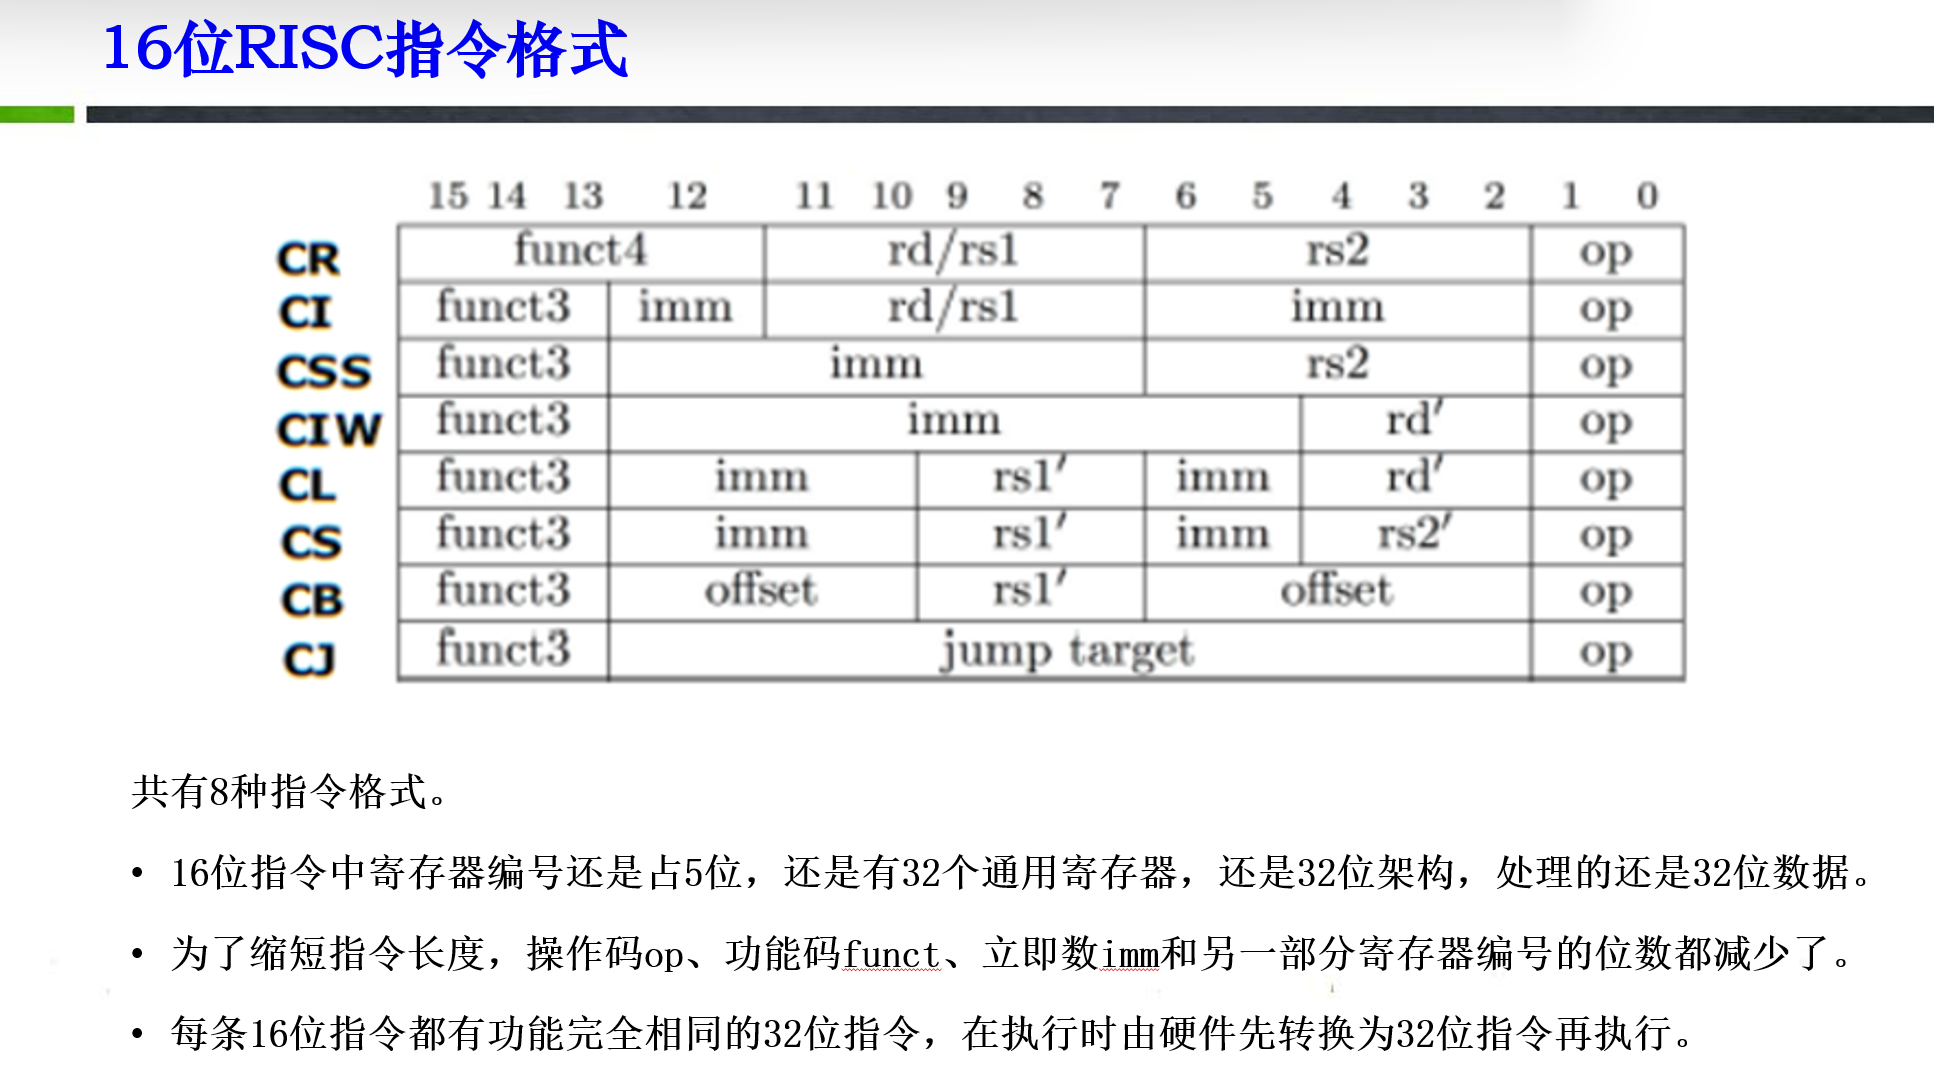 16位RISC指令格式
15 14 13 12 11 10 9 8 7 6 5 4 3 2 1 0
CR funct4 rd/rs1 rs2 op
CI funct3 imm rd/rs1 imm op
CSS funct3 imm rs2 op
CIW funct3 imm rd′ op
CL funct3 imm rs1′ imm rd′ op
CS funct3 imm rs1′ imm rs2′ op
CB funct3 offset rs1′ offset op
CJ funct3 jump target op
共有8种指令格式。
• 16位指令中寄存器编号还是占5位，还是有32个通用寄存器，还是32位架构，处理的还是32位数据。
• 为了缩短指令长度，操作码op、功能码funct、立即数imm和另一部分寄存器编号的位数都减少了。
• 每条16位指令都有功能完全相同的32位指令，在执行时由硬件先转换为32位指令再执行。